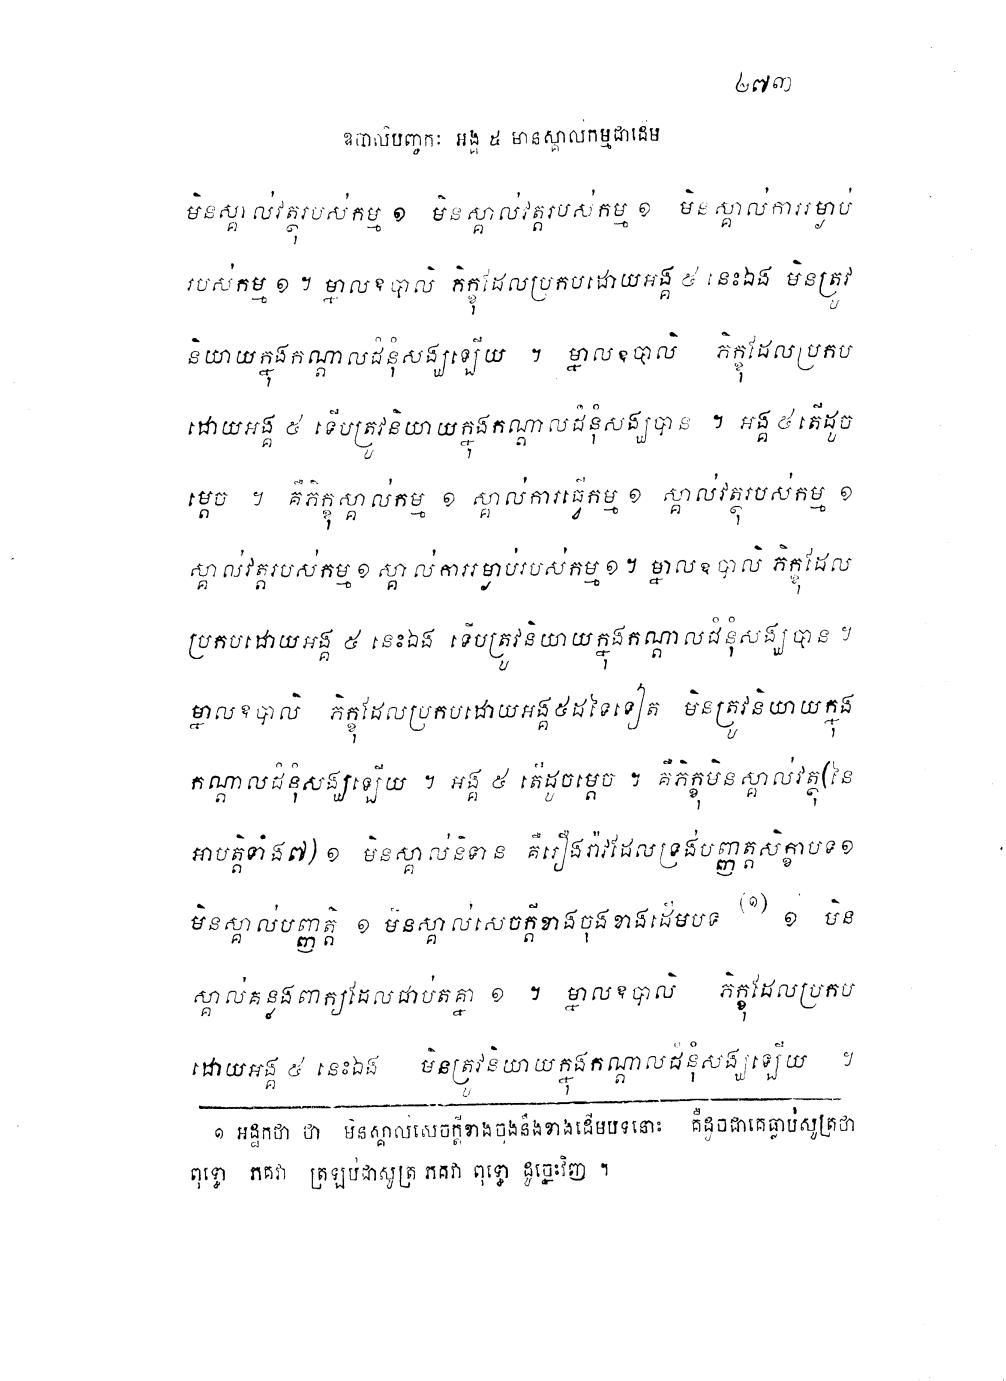 ២៧៣
ឧបាលិបញ្ចកៈ អង្គ ៥ មានស្គាល់កម្មជាដើម
មិនស្គាល់វត្ថុរបស់កម្ម ១ មិនស្គាល់វត្តរបស់កម្ម ១ មិនស្គាល់ការរម្ងាប់
របស់កម្ម ១ ។ ម្នាលឧបាលិ ភិក្ខុដែលប្រកបដោយអង្គ ៥ នេះឯង មិនត្រូវ
និយាយក្នុងកណ្តាលជំនុំសង្ឃឡើយ ។ ម្នាលឧបាលិ ភិក្ខុដែលប្រកប
ដោយអង្គ ៥ ទើបត្រូវនិយាយក្នុងកណ្តាលជំនុំសង្ឃបាន ។ អង្គ ៥ តើដូច
ម្តេច ។ គឺភិក្ខុស្គាល់កម្ម ១ ស្គាល់ការធ្វើកម្ម ១ ស្គាល់វត្ថុរបស់កម្ម ១
ស្គាល់វត្តរបស់កម្ម ១ ស្គាល់ការរម្ងាប់របស់កម្ម ១ ។ ម្នាលឧបាលិ ភិក្ខុដែល
ប្រកបដោយអង្គ ៥ នេះឯង ទើបត្រូវនិយាយក្នុងកណ្តាលជំនុំសង្ឃបាន ។
ម្នាលឧបាលិ ភិក្ខុដែលប្រកបដោយអង្គ៥ដទៃទៀត មិនត្រូវនិយាយក្នុង
កណ្តាលជំនុំសង្ឃឡើយ ។ អង្គ ៥ តើដូចម្តេច ។ គឺភិក្ខុមិនស្គាល់វត្ថុ(នៃ
អាបត្តិទាំង៧) ១ មិនស្គាល់និទាន គឺរឿងរ៉ាវដែលទ្រង់បញ្ញត្តសិក្ខាបទ១
មិនស្គាល់បញ្ញត្តិ ១ មិនស្គាល់សេចក្តីខាងចុងខាងដើមបទ (១) ១ មិន
ស្គាល់គន្លងពាក្យដែលជាប់តគ្នា ១ ។ ម្នាលឧបាលិ ភិក្ខុដែលប្រកប
ដោយអង្គ ៥ នេះឯង មិនត្រូវនិយាយក្នុងកណ្តាលជំនុំសង្ឃឡើយ ។
១ អដ្ឋកថា ថា មិនស្គាល់សេចក្តីខាងចុងនឹងខាងដើមបទនោះ គឺដូចជាគេធ្លាប់សូត្រថា
ពុទ្ធោ ភគវា ត្រឡប់ជាសូត្រ ភគវា ពុទ្ធោ ដូច្នេះវិញ ។